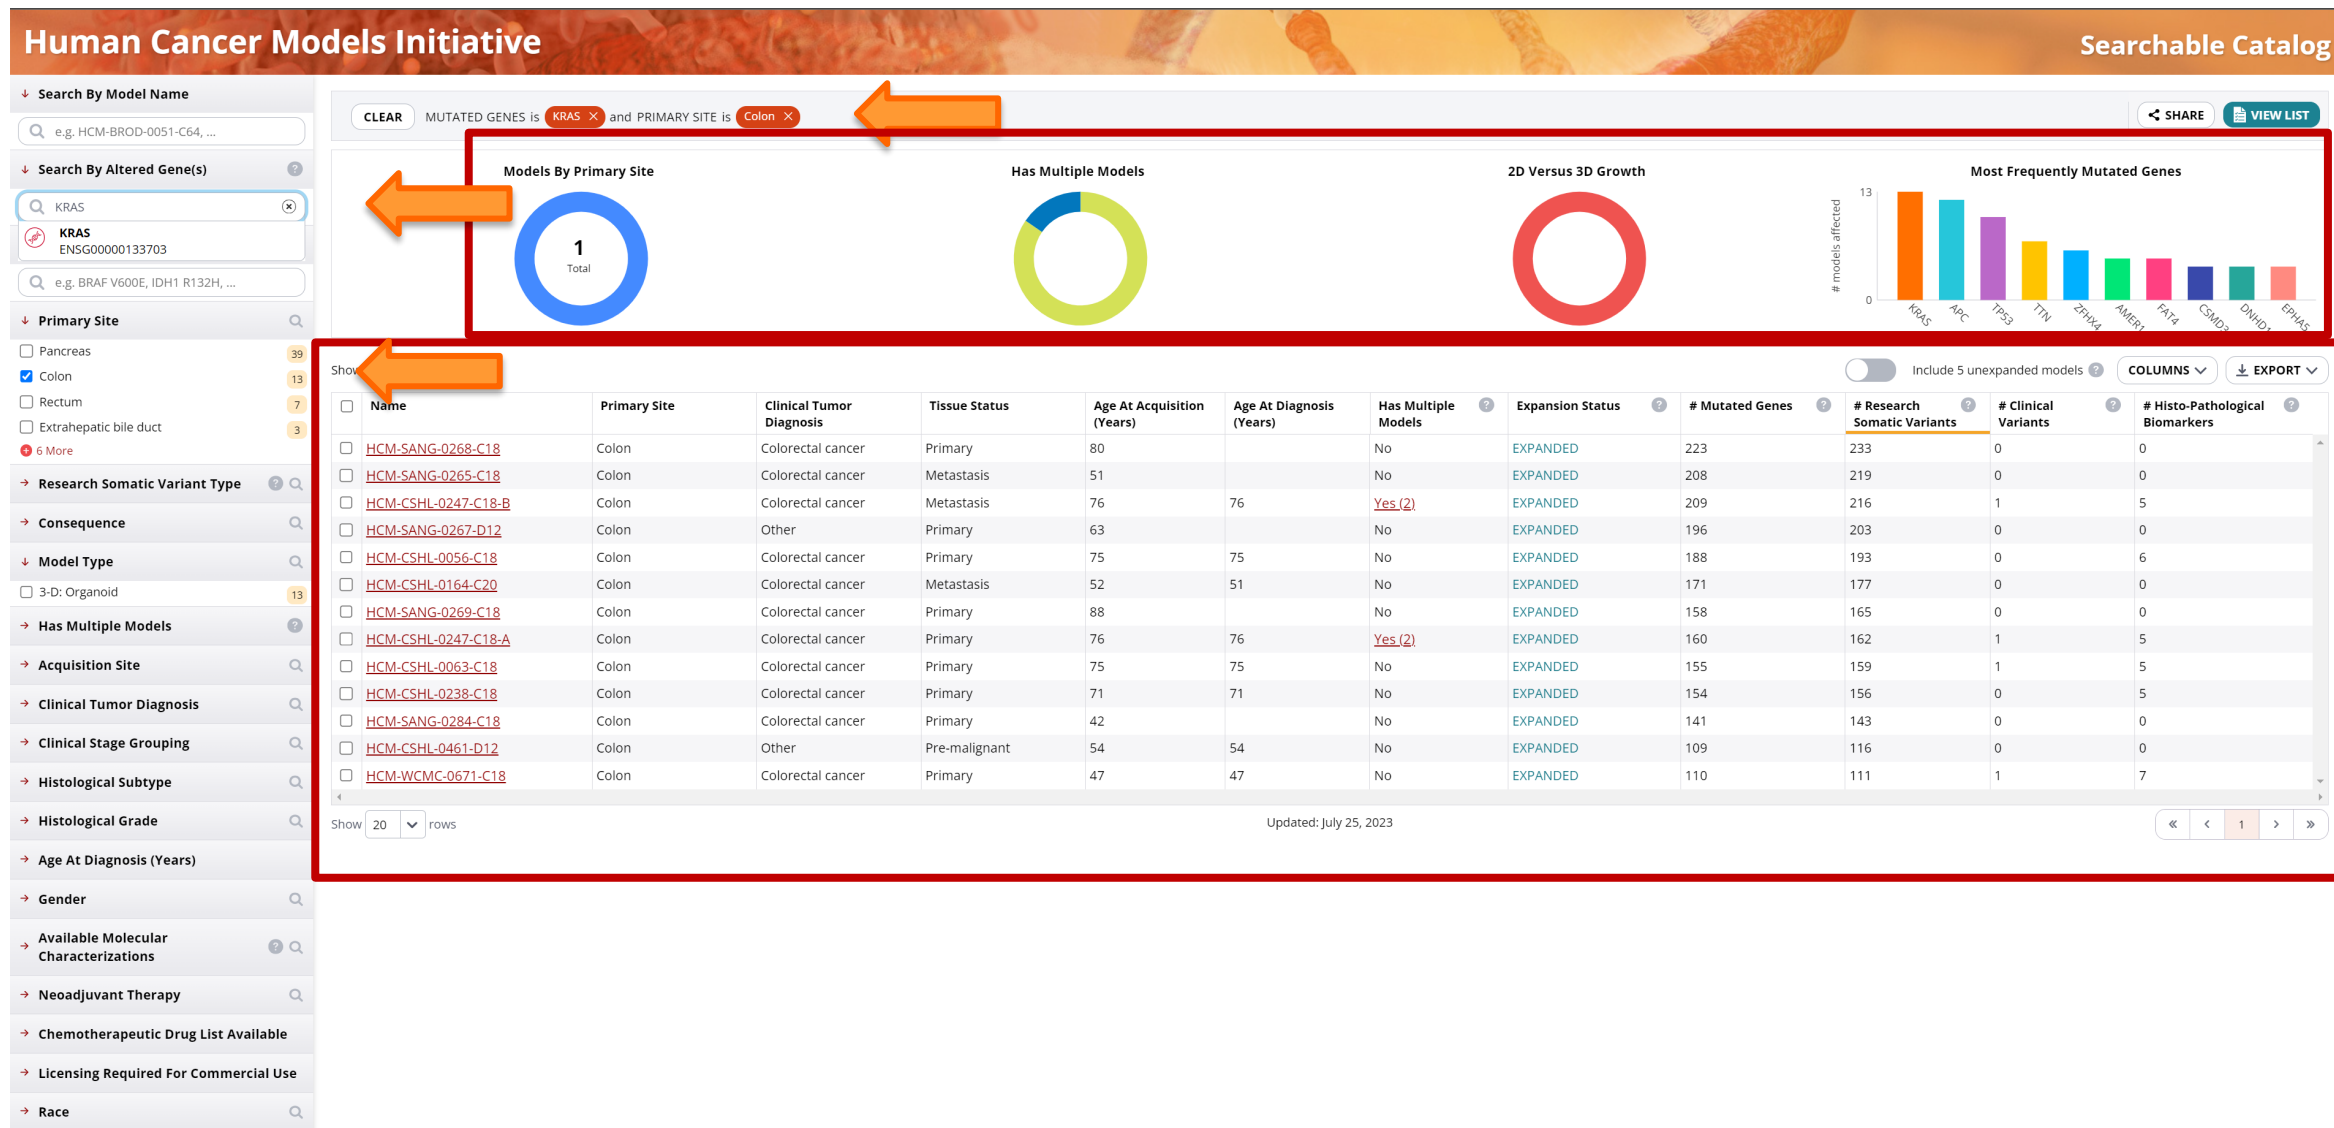 Human Cancer Models Initiative
Searchable Catalog
Search By Model Name
e.g. HCM-BROD-0051-C64, ...
Search By Altered Gene(s)
KRAS
KRAS
ENSG00000133703
e.g. BRAF V600E, IDH1 R132H, ...
Primary Site
Pancreas 39
Colon 13
Rectum 7
Extrahepatic bile duct 3
6 More
Research Somatic Variant Type
Consequence
Model Type
3-D: Organoid 13
Has Multiple Models
Acquisition Site
Clinical Tumor Diagnosis
Clinical Stage Grouping
Histological Subtype
Histological Grade
Age At Diagnosis (Years)
Gender
Available Molecular
Characterizations
Neoadjuvant Therapy
Chemotherapeutic Drug List Available
Licensing Required For Commercial Use
Race
CLEAR MUTATED GENES is KRAS and PRIMARY SITE is Colon
SHARE VIEW LIST
Models By Primary Site
1
Total
Has Multiple Models
2D Versus 3D Growth
Most Frequently Mutated Genes
# models affected
13
0
KRAS APC TP53 TTN ZFHX4 AMER1 FAT4 CSMD3 DNHD1 EPHA5
Include 5 unexpanded models COLUMNS EXPORT
Name Primary Site Clinical Tumor Diagnosis Tissue Status Age At Acquisition (Years) Age At Diagnosis (Years) Has Multiple Models Expansion Status # Mutated Genes # Research Somatic Variants # Clinical Variants # Histo-Pathological Biomarkers
HCM-SANG-0268-C18 Colon Colorectal cancer Primary 80 No EXPANDED 223 233 0 0
HCM-SANG-0265-C18 Colon Colorectal cancer Metastasis 51 No EXPANDED 208 219 0 0
HCM-CSHL-0247-C18-B Colon Colorectal cancer Metastasis 76 76 Yes (2) EXPANDED 209 216 1 5
HCM-SANG-0267-D12 Colon Other Primary 63 No EXPANDED 196 203 0 0
HCM-CSHL-0056-C18 Colon Colorectal cancer Primary 75 75 No EXPANDED 188 193 0 6
HCM-CSHL-0164-C20 Colon Colorectal cancer Metastasis 52 51 No EXPANDED 171 177 0 0
HCM-SANG-0269-C18 Colon Colorectal cancer Primary 88 No EXPANDED 158 165 0 0
HCM-CSHL-0247-C18-A Colon Colorectal cancer Primary 76 76 Yes (2) EXPANDED 160 162 1 5
HCM-CSHL-0063-C18 Colon Colorectal cancer Primary 75 75 No EXPANDED 155 159 1 5
HCM-CSHL-0238-C18 Colon Colorectal cancer Primary 71 71 No EXPANDED 154 156 0 5
HCM-SANG-0284-C18 Colon Colorectal cancer Primary 42 No EXPANDED 141 143 0 0
HCM-CSHL-0461-D12 Colon Other Pre-malignant 54 54 No EXPANDED 109 116 0 0
HCM-WCMC-0671-C18 Colon Colorectal cancer Primary 47 47 No EXPANDED 110 111 1 7
Show 20 rows
Updated: July 25, 2023
« < 1 > »